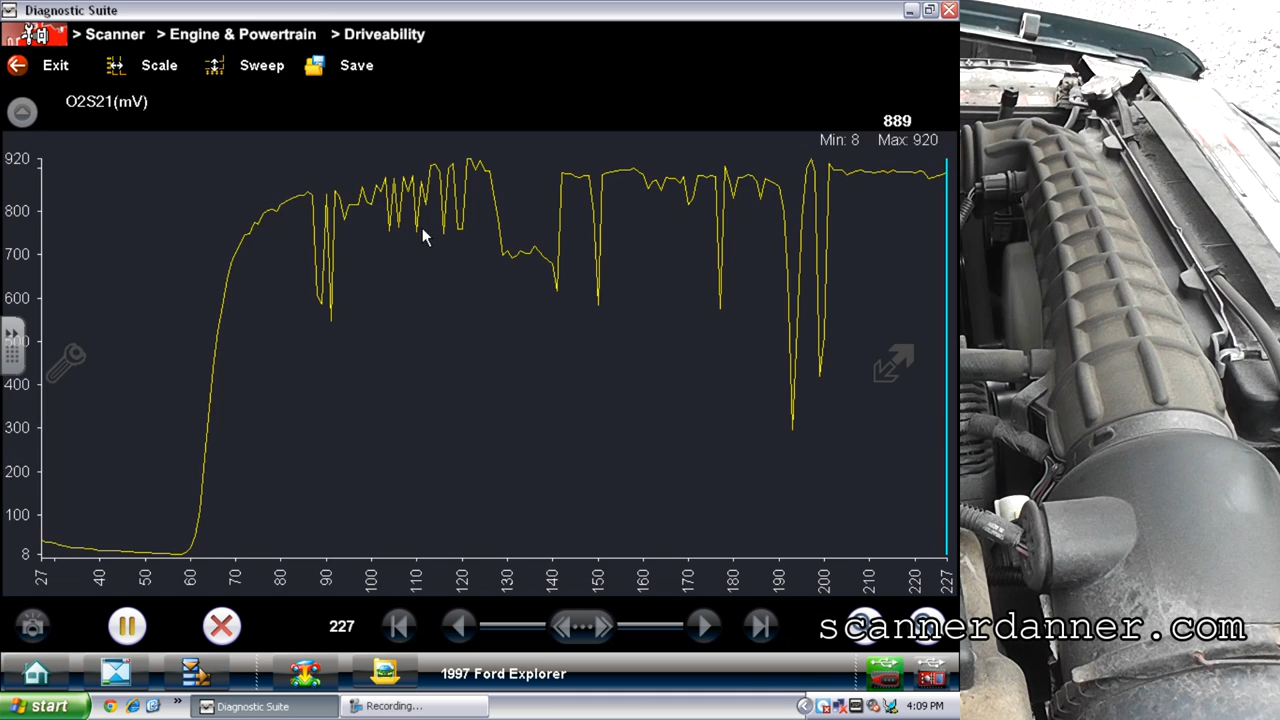 Diagnostic Suite
> Scanner > Engine & Powertrain > Driveability
Exit Scale Sweep Save
O2S21(mV)
889
Min: 8 Max: 920
920
800
700
600
500
400
300
200
100
8
27 40 50 60 70 80 90 100 110 120 130 140 150 160 170 180 190 200 210 220 227
227
scannerdanner.com
1997 Ford Explorer
start Diagnostic Suite Recording... 4:09 PM